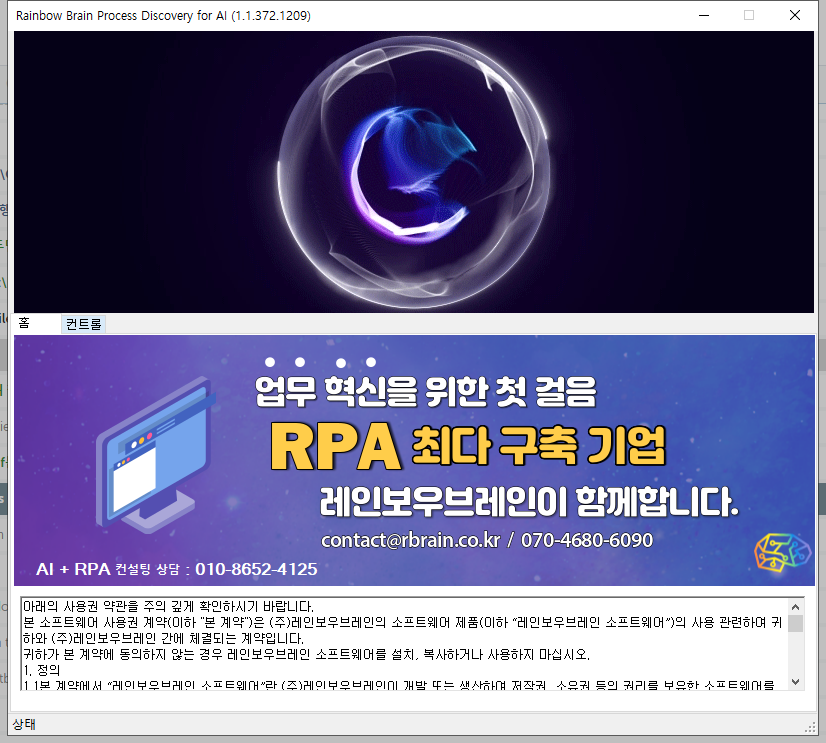 Rainbow Brain Process Discovery for AI (1.1.372.1209)
홈 컨트롤
업무 혁신을 위한 첫 걸음
RPA 최다 구축 기업
레인보우브레인이 함께합니다.
contact@rbrain.co.kr / 070-4680-6090
AI + RPA 컨설팅 상담 : 010-8652-4125
아래의 사용권 약관을 주의 깊게 확인하시기 바랍니다.
본 소프트웨어 사용권 계약(이하 "본 계약")은 (주)레인보우브레인의 소프트웨어 제품(이하 “레인보우브레인 소프트웨어”)의 사용 관련하여 귀
하와 (주)레인보우브레인 간에 체결되는 계약입니다.
귀하가 본 계약에 동의하지 않는 경우 레인보우브레인 소프트웨어를 설치, 복사하거나 사용하지 마십시오.
1. 정의
1.1본 계약에서 “레인보우브레인 소프트웨어”란 (주)레인보우브레인이 개발 또는 생산하여 저작권, 소유권 등의 권리를 보유한 소프트웨어를
상태